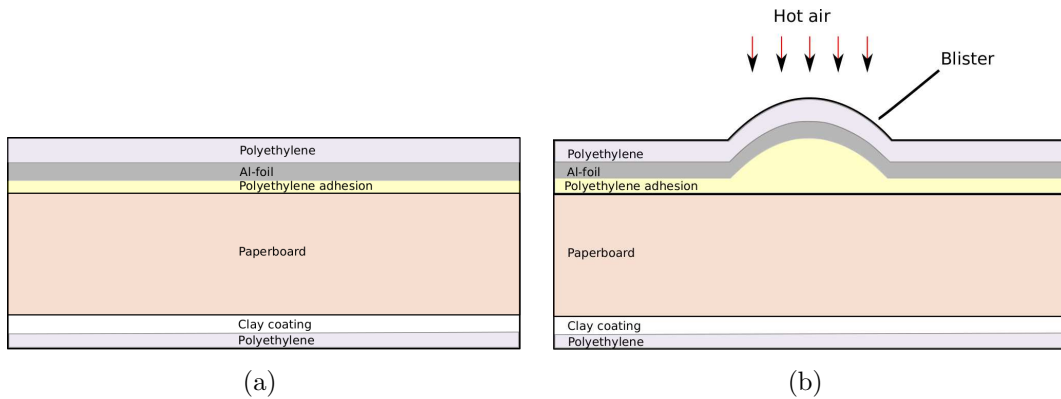 Polyethylene
Al-foil
Polyethylene adhesion
Paperboard
Clay coating
Polyethylene
(a)
Hot air
Blister
Polyethylene
Al-foil
Polyethylene adhesion
Paperboard
Clay coating
Polyethylene
(b)